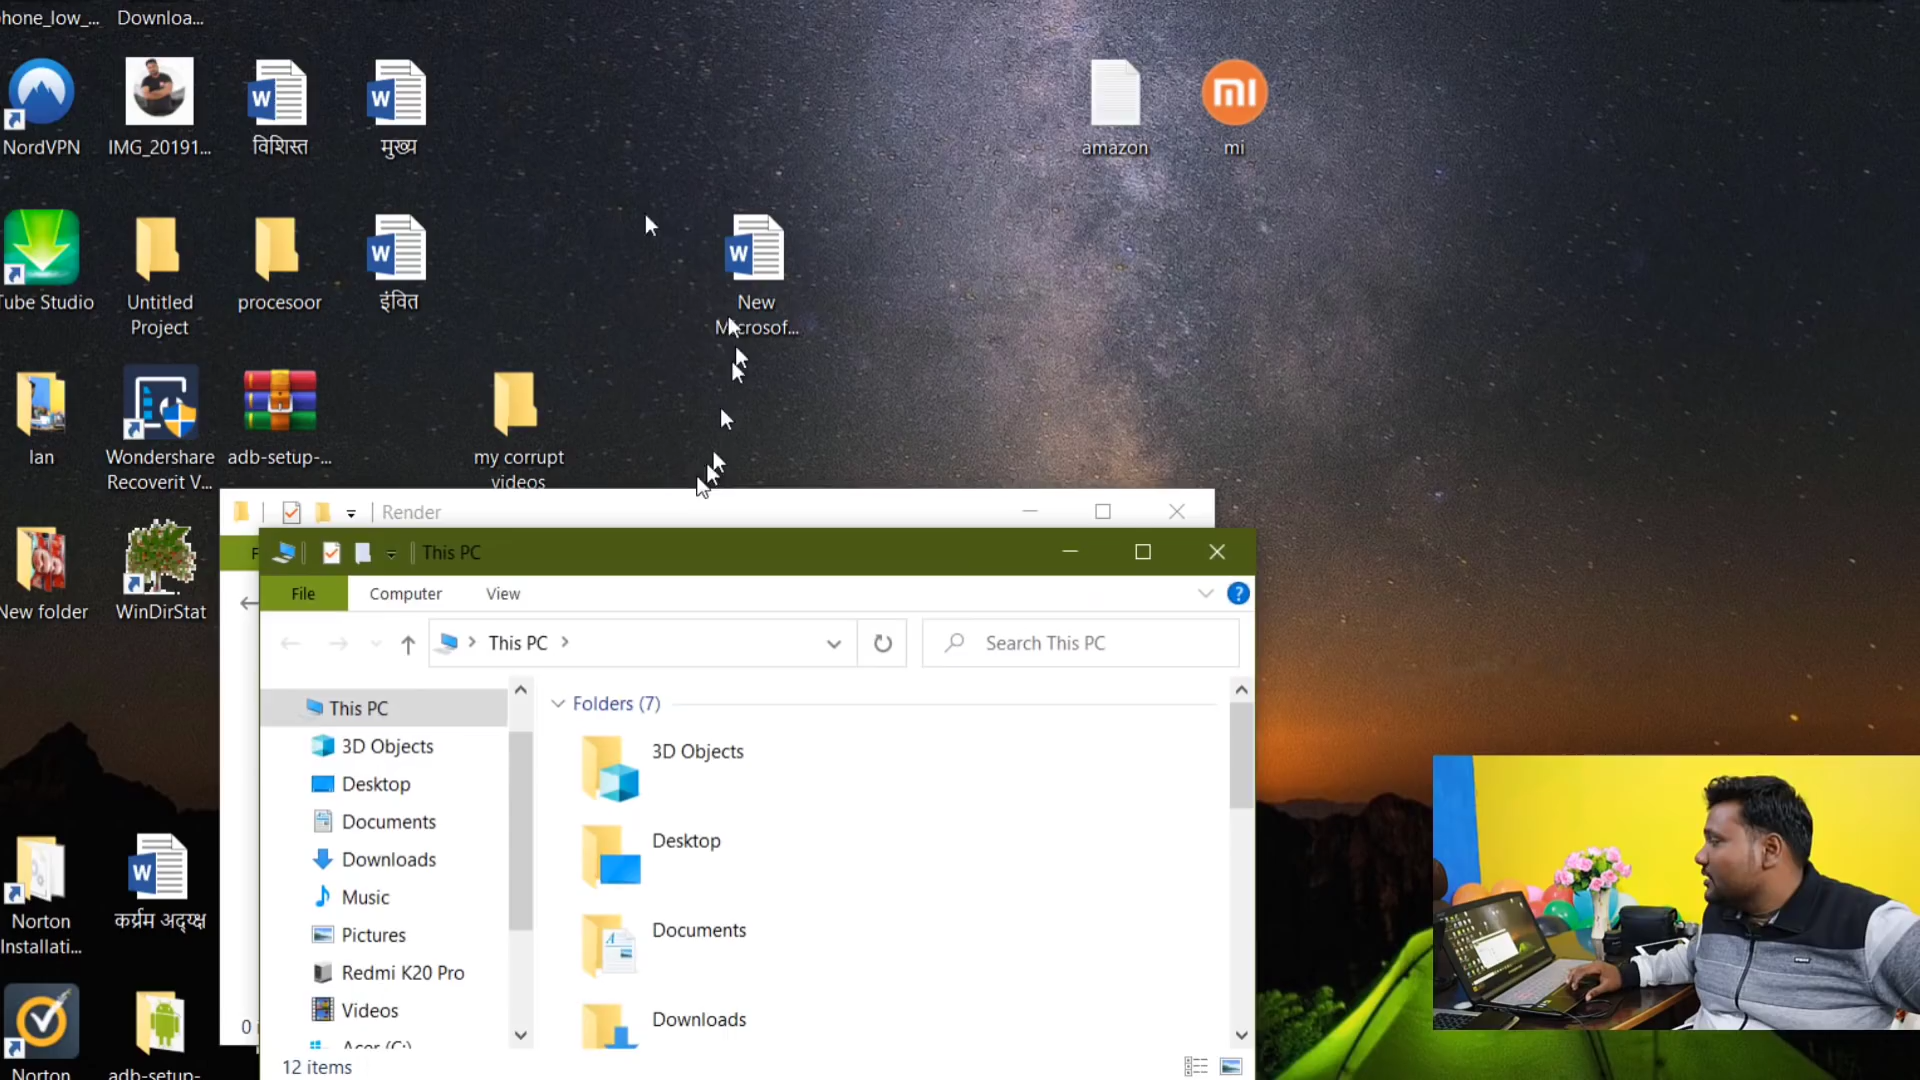 hone_low_...
Downloa...
NordVPN
IMG_20191...
विशिस्त
मुख्य
amazon
mi
mi
Tube Studio
Untitled
Project
procesoor
इंवित
New
Microsof...
lan
Wondershare
Recoverit V...
adb-setup-...
my corrupt
videos
New folder
WinDirStat
Norton
Installati...
कर्य्रम अद्य्क्ष
Norton
adb-setup-
Render
This PC
File
Computer
View
This PC
Search This PC
This PC
3D Objects
Desktop
Documents
Downloads
Music
Pictures
Redmi K20 Pro
Videos
Acer (C:)
Folders (7)
3D Objects
Desktop
Documents
Downloads
12 items